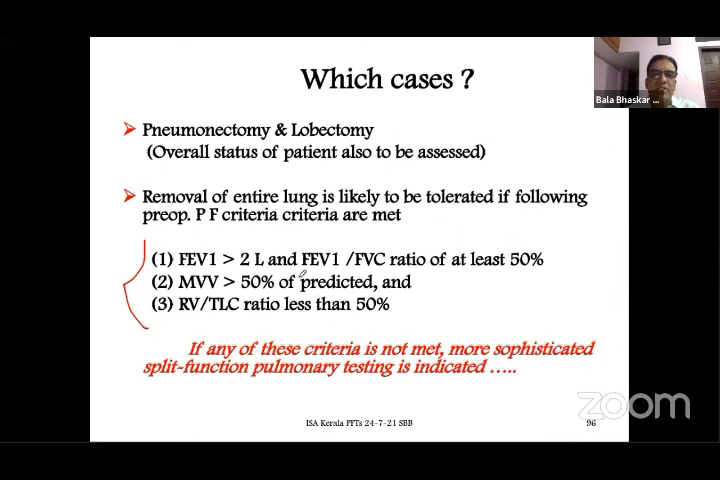 Which cases ?
Bala Bhaskar ...
Pneumonectomy & Lobectomy
(Overall status of patient also to be assessed)
Removal of entire lung is likely to be tolerated if following
preop. P F criteria criteria are met
(1) FEV1 > 2 L and FEV1 /FVC ratio of at least 50%
(2) MVV > 50% of predicted, and
(3) RV/TLC ratio less than 50%
If any of these criteria is not met, more sophisticated
split-function pulmonary testing is indicated …..
zoom
ISA Kerala PFTs 24-7-21 SBB
96